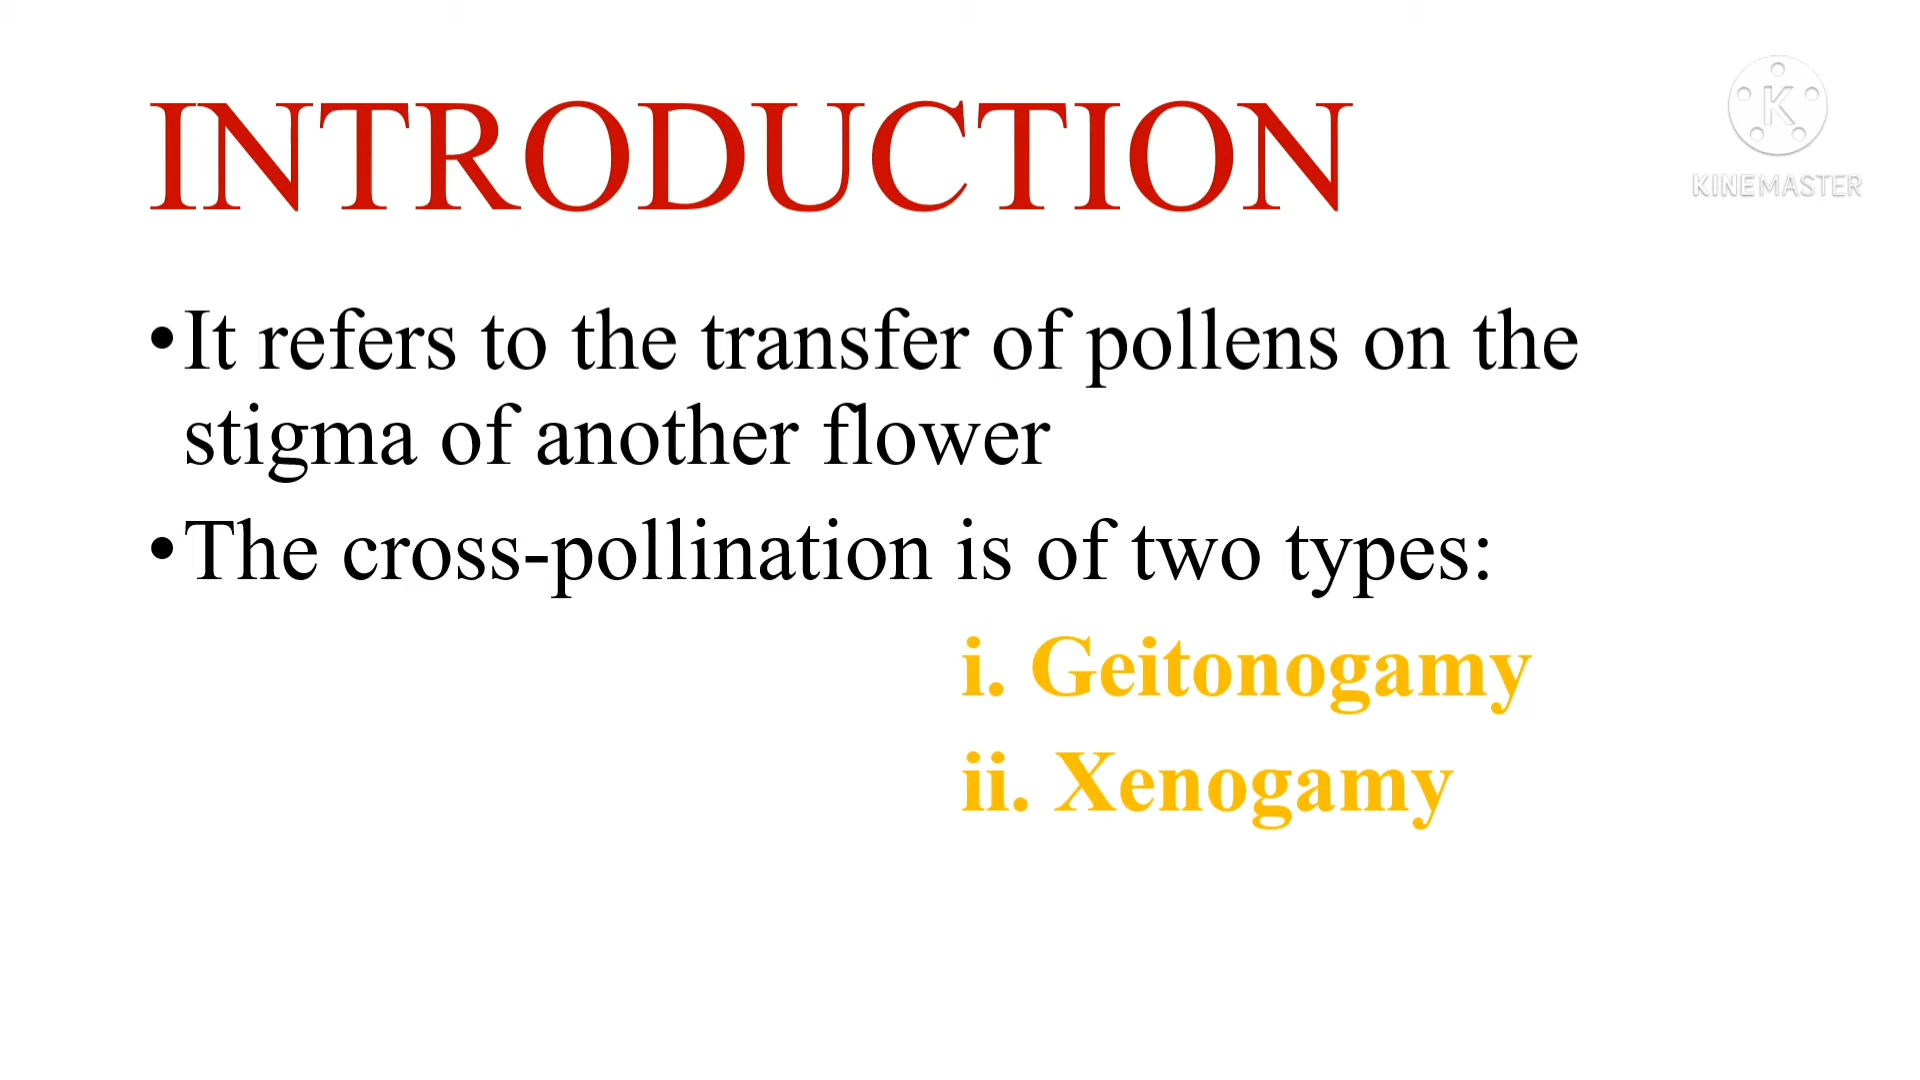 INTRODUCTION
K
KINEMASTER
•It refers to the transfer of pollens on the
stigma of another flower
•The cross-pollination is of two types:
i. Geitonogamy
ii. Xenogamy